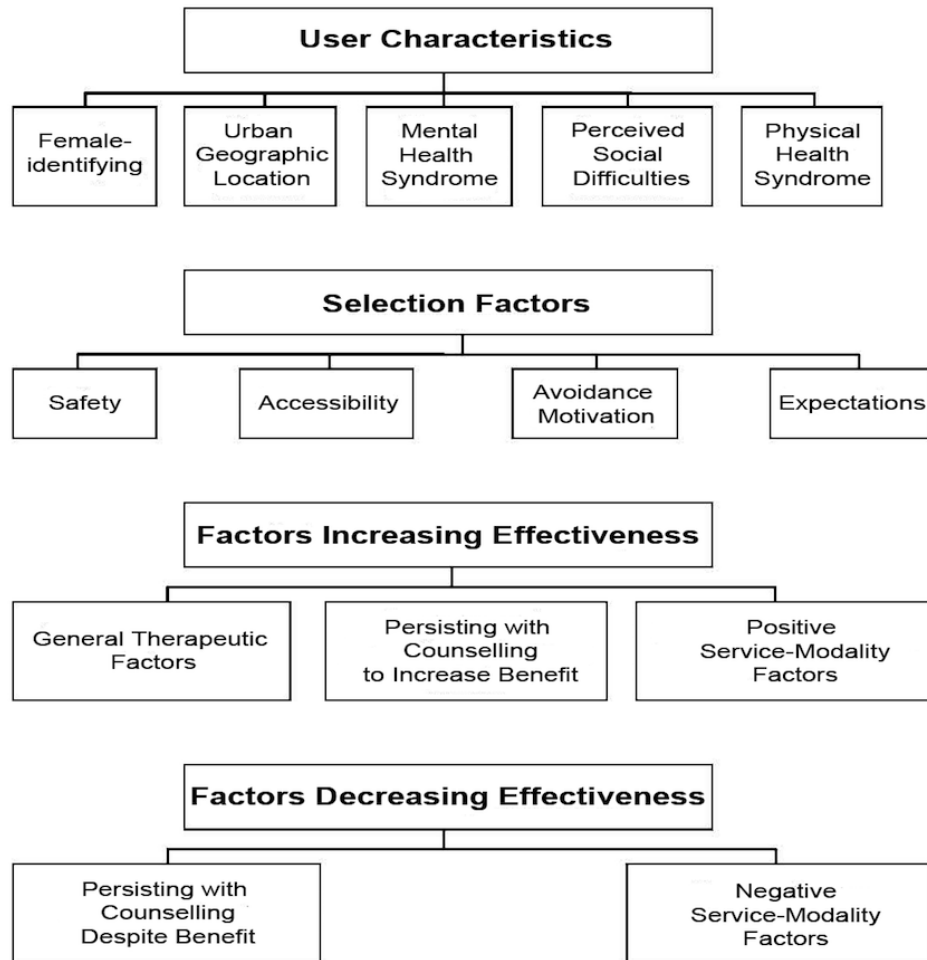 User Characteristics
Female-
identifying
Urban
Geographic
Location
Mental
Health
Syndrome
Perceived
Social
Difficulties
Physical
Health
Syndrome
Selection Factors
Safety
Accessibility
Avoidance
Motivation
Expectations
Factors Increasing Effectiveness
General Therapeutic
Factors
Persisting with
Counselling
to Increase Benefit
Positive
Service-Modality
Factors
Factors Decreasing Effectiveness
Persisting with
Counselling
Despite Benefit
Negative
Service-Modality
Factors